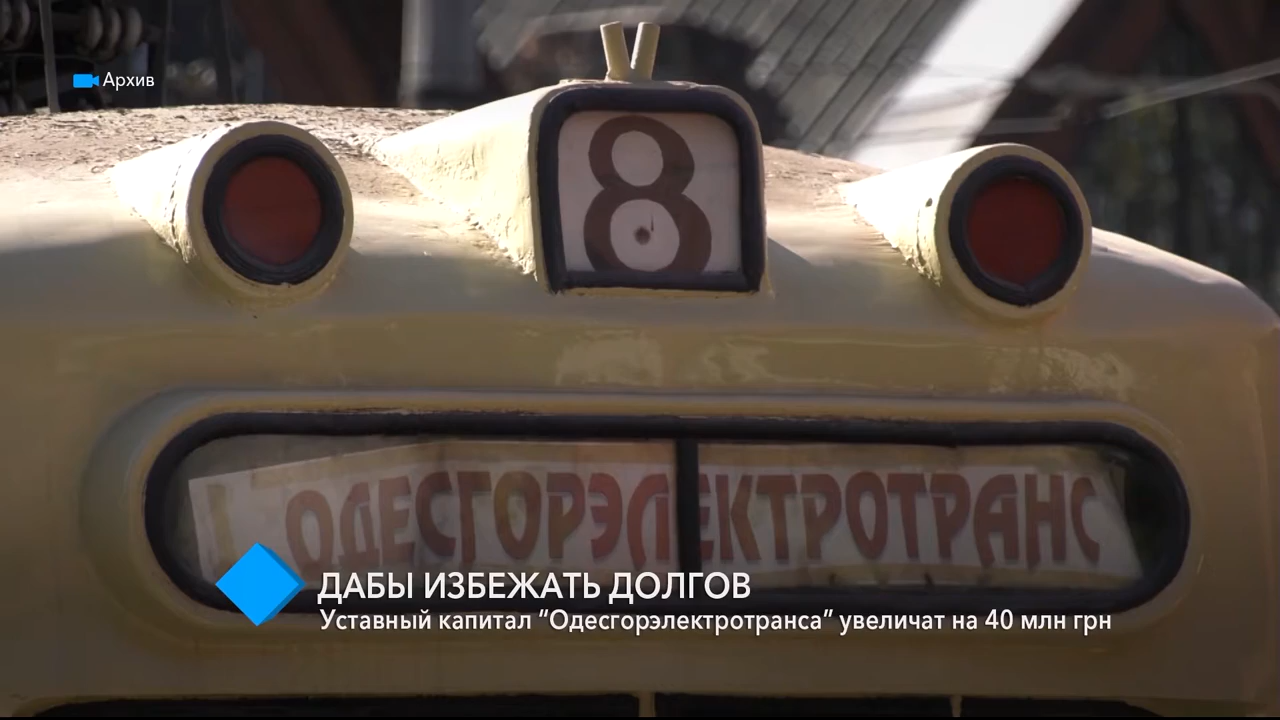 Архив
8
ОДЕСГОРЭЛЕКТРОТРАНС
ДАБЫ ИЗБЕЖАТЬ ДОЛГОВ
Уставный капитал “Одесгорэлектротранса” увеличат на 40 млн грн